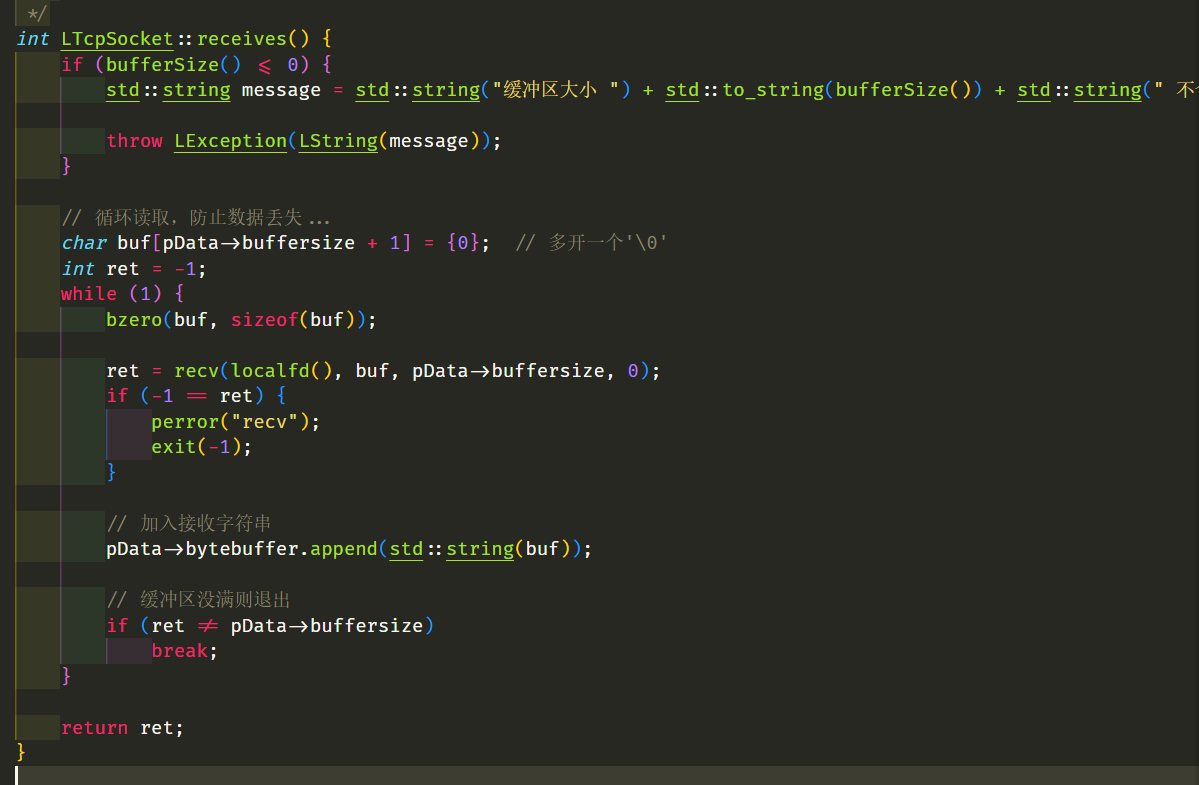 */
int LTcpSocket::receives() {
if (bufferSize() <= 0) {
std::string message = std::string("缓冲区大小 ") + std::to_string(bufferSize()) + std::string(" 不
throw LException(LString(message));
}
// 循环读取，防止数据丢失...
char buf[pData->buffersize + 1] = {0};  // 多开一个'\0'
int ret = -1;
while (1) {
bzero(buf, sizeof(buf));
ret = recv(localfd(), buf, pData->buffersize, 0);
if (-1 == ret) {
perror("recv");
exit(-1);
}
// 加入接收字符串
pData->bytebuffer.append(std::string(buf));
// 缓冲区没满则退出
if (ret != pData->buffersize)
break;
}
return ret;
}